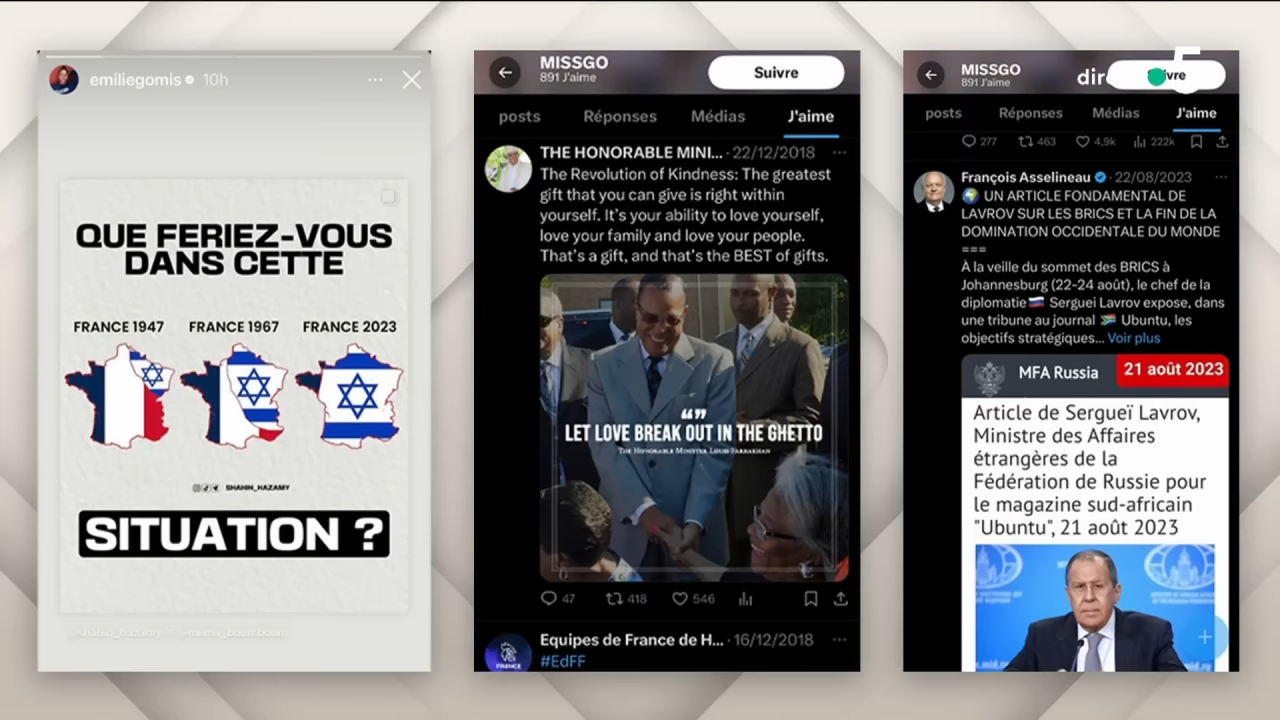 emiliegomis 10h
QUE FERIEZ-VOUS
DANS CETTE
FRANCE 1947 FRANCE 1967 FRANCE 2023
SHAHIN_HAZAMY
SITUATION ?
MISSGO
891 J'aime
Suivre
posts Réponses Médias J'aime
THE HONORABLE MINI... · 22/12/2018
The Revolution of Kindness: The greatest
gift that you can give is right within
yourself. It's your ability to love yourself,
love your family and love your people.
That's a gift, and that's the BEST of gifts.
LET LOVE BREAK OUT IN THE GHETTO
The Honorable Minister Louis Farrakhan
47 418 546
Equipes de France de H... · 16/12/2018
FRANCE
#EdFF
MISSGO
891 J'aime
5
posts Réponses Médias J'aime
277 463 4,9k 222k
François Asselineau · 22/08/2023
UN ARTICLE FONDAMENTAL DE
LAVROV SUR LES BRICS ET LA FIN DE LA
DOMINATION OCCIDENTALE DU MONDE
===
À la veille du sommet des BRICS à
Johannesburg (22-24 août), le chef de la
diplomatie Serguei Lavrov expose, dans
une tribune au journal Ubuntu, les
objectifs stratégiques... Voir plus
MFA Russia
21 août 2023
Article de Sergueï Lavrov,
Ministre des Affaires
étrangères de la
Fédération de Russie pour
le magazine sud-africain
"Ubuntu", 21 août 2023